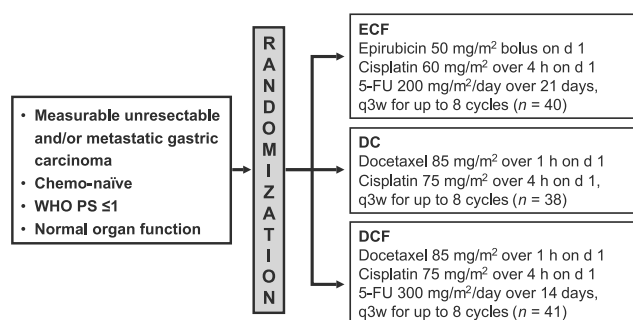 • Measurable unresectable
and/or metastatic gastric
carcinoma
• Chemo-naïve
• WHO PS ≤1
• Normal organ function
RANDOMIZATION
ECF
Epirubicin 50 mg/m² bolus on d 1
Cisplatin 60 mg/m² over 4 h on d 1
5-FU 200 mg/m²/day over 21 days,
q3w for up to 8 cycles (n = 40)
DC
Docetaxel 85 mg/m² over 1 h on d 1
Cisplatin 75 mg/m² over 4 h on d 1,
q3w for up to 8 cycles (n = 38)
DCF
Docetaxel 85 mg/m² over 1 h on d 1
Cisplatin 75 mg/m² over 4 h on d 1
5-FU 300 mg/m²/day over 14 days,
q3w for up to 8 cycles (n = 41)